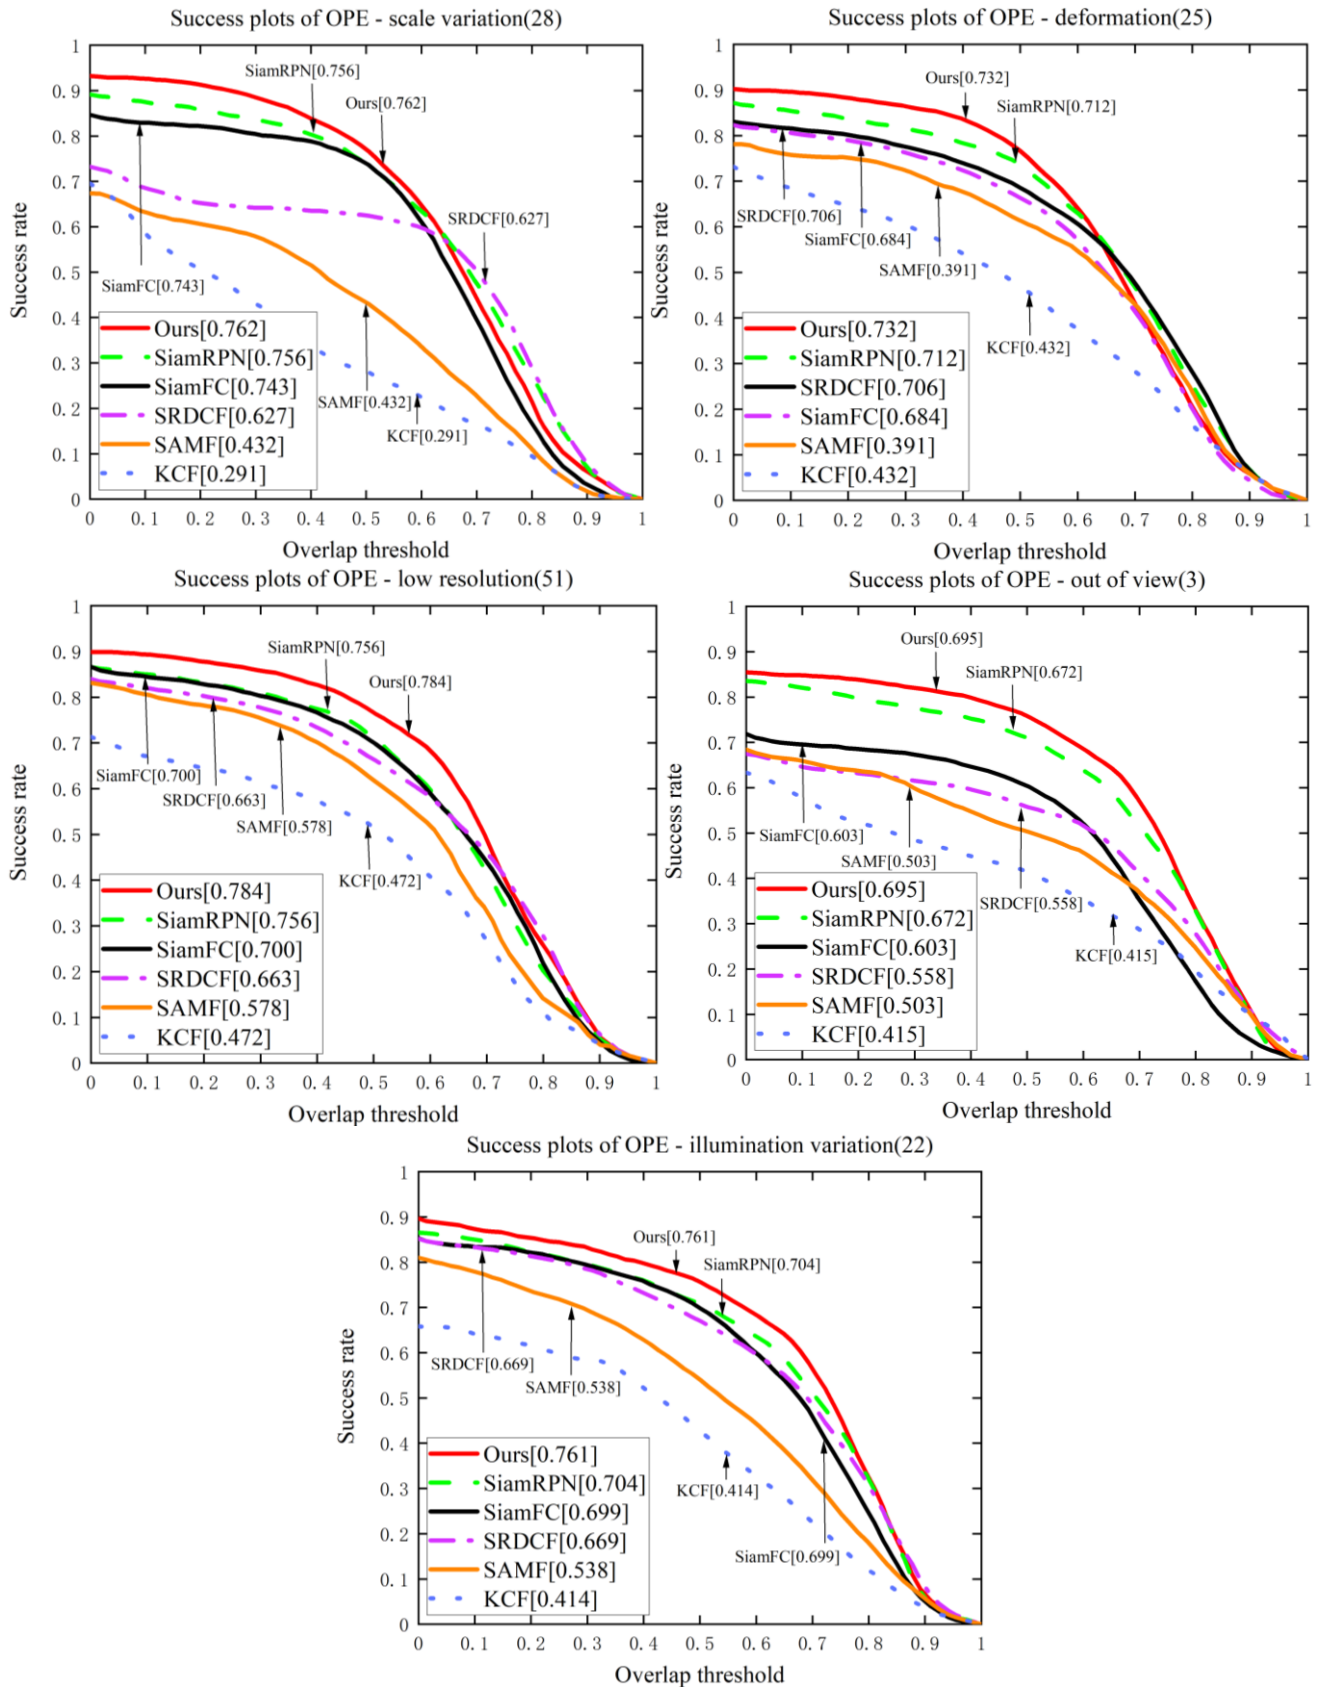 Success plots of OPE - scale variation(28)
Success rate
1
0.9
0.8
0.7
0.6
0.5
0.4
0.3
0.2
0.1
0
SiamRPN[0.756]
Ours[0.762]
SRDCF[0.627]
SiamFC[0.743]
SAMF[0.432]
KCF[0.291]
Ours[0.762]
SiamRPN[0.756]
SiamFC[0.743]
SRDCF[0.627]
SAMF[0.432]
KCF[0.291]
0 0.1 0.2 0.3 0.4 0.5 0.6 0.7 0.8 0.9 1
Overlap threshold
Success plots of OPE - deformation(25)
Success rate
1
0.9
0.8
0.7
0.6
0.5
0.4
0.3
0.2
0.1
0
Ours[0.732]
SiamRPN[0.712]
SRDCF[0.706]
SiamFC[0.684]
SAMF[0.391]
KCF[0.432]
Ours[0.732]
SiamRPN[0.712]
SRDCF[0.706]
SiamFC[0.684]
SAMF[0.391]
KCF[0.432]
0 0.1 0.2 0.3 0.4 0.5 0.6 0.7 0.8 0.9 1
Overlap threshold
Success plots of OPE - low resolution(51)
Success rate
1
0.9
0.8
0.7
0.6
0.5
0.4
0.3
0.2
0.1
0
SiamRPN[0.756]
Ours[0.784]
SiamFC[0.700]
SRDCF[0.663]
SAMF[0.578]
KCF[0.472]
Ours[0.784]
SiamRPN[0.756]
SiamFC[0.700]
SRDCF[0.663]
SAMF[0.578]
KCF[0.472]
0 0.1 0.2 0.3 0.4 0.5 0.6 0.7 0.8 0.9 1
Overlap threshold
Success plots of OPE - out of view(3)
Success rate
1
0.9
0.8
0.7
0.6
0.5
0.4
0.3
0.2
0.1
0
Ours[0.695]
SiamRPN[0.672]
SiamFC[0.603]
SAMF[0.503]
SRDCF[0.558]
KCF[0.415]
Ours[0.695]
SiamRPN[0.672]
SiamFC[0.603]
SRDCF[0.558]
SAMF[0.503]
KCF[0.415]
0 0.1 0.2 0.3 0.4 0.5 0.6 0.7 0.8 0.9 1
Overlap threshold
Success plots of OPE - illumination variation(22)
Success rate
1
0.9
0.8
0.7
0.6
0.5
0.4
0.3
0.2
0.1
0
Ours[0.761]
SiamRPN[0.704]
SRDCF[0.669]
SAMF[0.538]
KCF[0.414]
SiamFC[0.699]
Ours[0.761]
SiamRPN[0.704]
SiamFC[0.699]
SRDCF[0.669]
SAMF[0.538]
KCF[0.414]
0 0.1 0.2 0.3 0.4 0.5 0.6 0.7 0.8 0.9 1
Overlap threshold